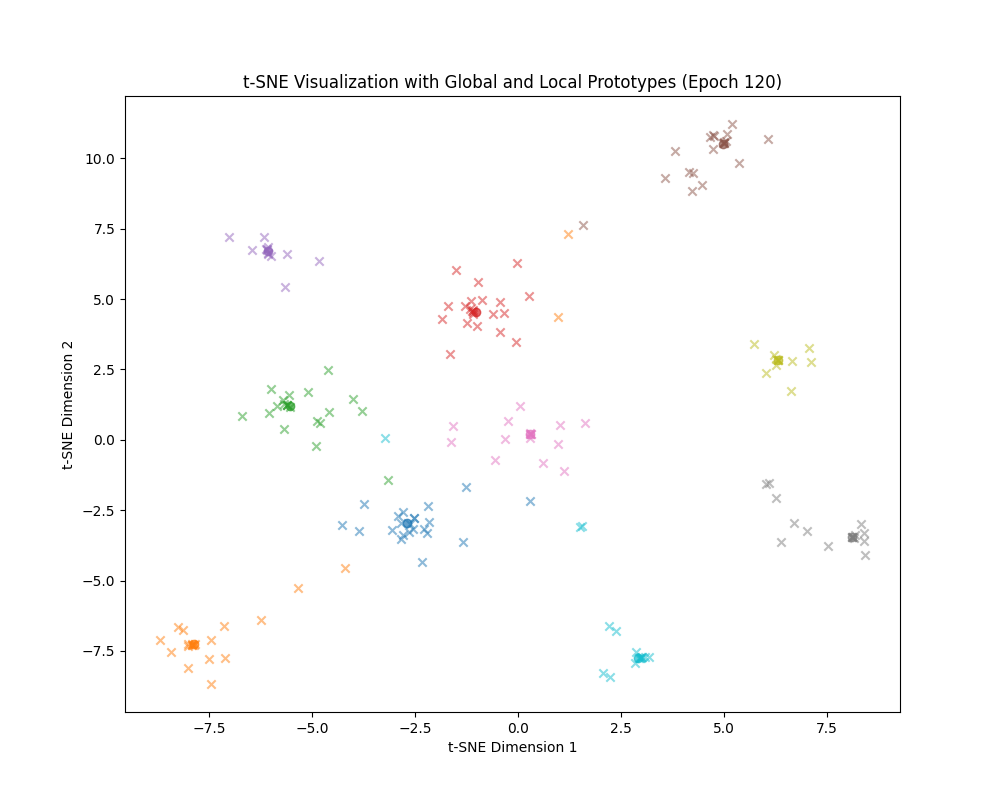 t-SNE Visualization with Global and Local Prototypes (Epoch 120)
t-SNE Dimension 2
10.0
7.5
5.0
2.5
0.0
−2.5
−5.0
−7.5
−7.5 −5.0 −2.5 0.0 2.5 5.0 7.5
t-SNE Dimension 1